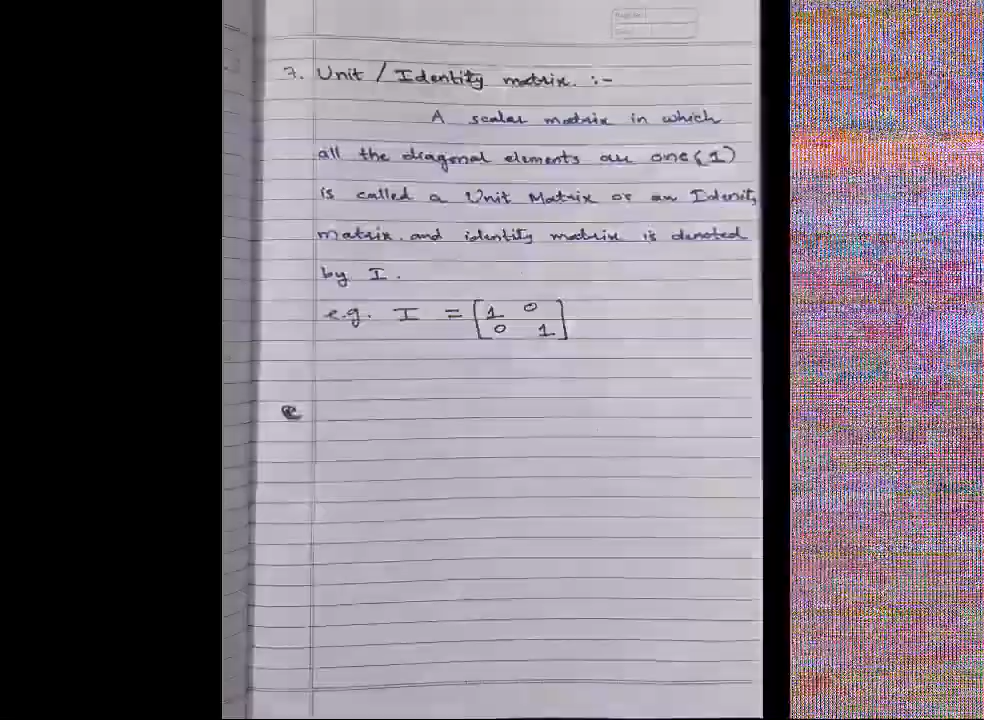 7. Unit / Identity matrix :-
A scalar matrix in which
all the diagonal elements are one(1)
is called a Unit Matrix or an Idenity
matrix. and identity matrix is denoted
by I.
e.g. I = [1 0
0 1]